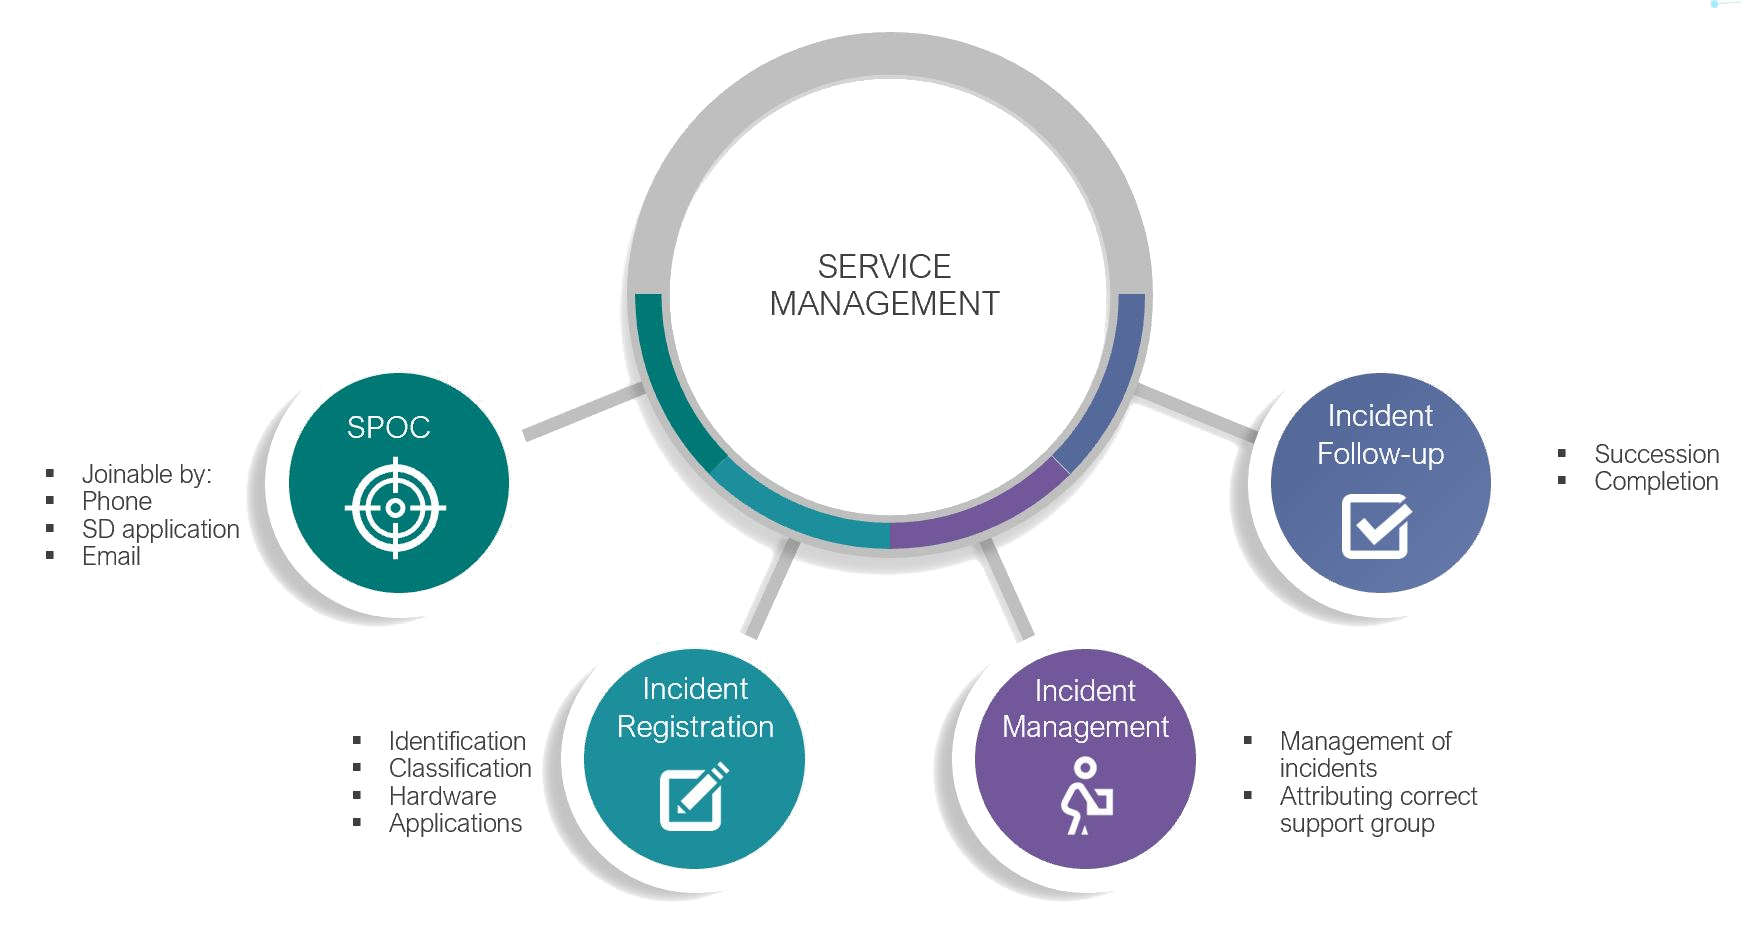 SERVICE
MANAGEMENT
SPOC
▪ Joinable by:
▪ Phone
▪ SD application
▪ Email
Incident
Registration
▪ Identification
▪ Classification
▪ Hardware
▪ Applications
Incident
Management
▪ Management of
incidents
▪ Attributing correct
support group
Incident
Follow-up
▪ Succession
▪ Completion